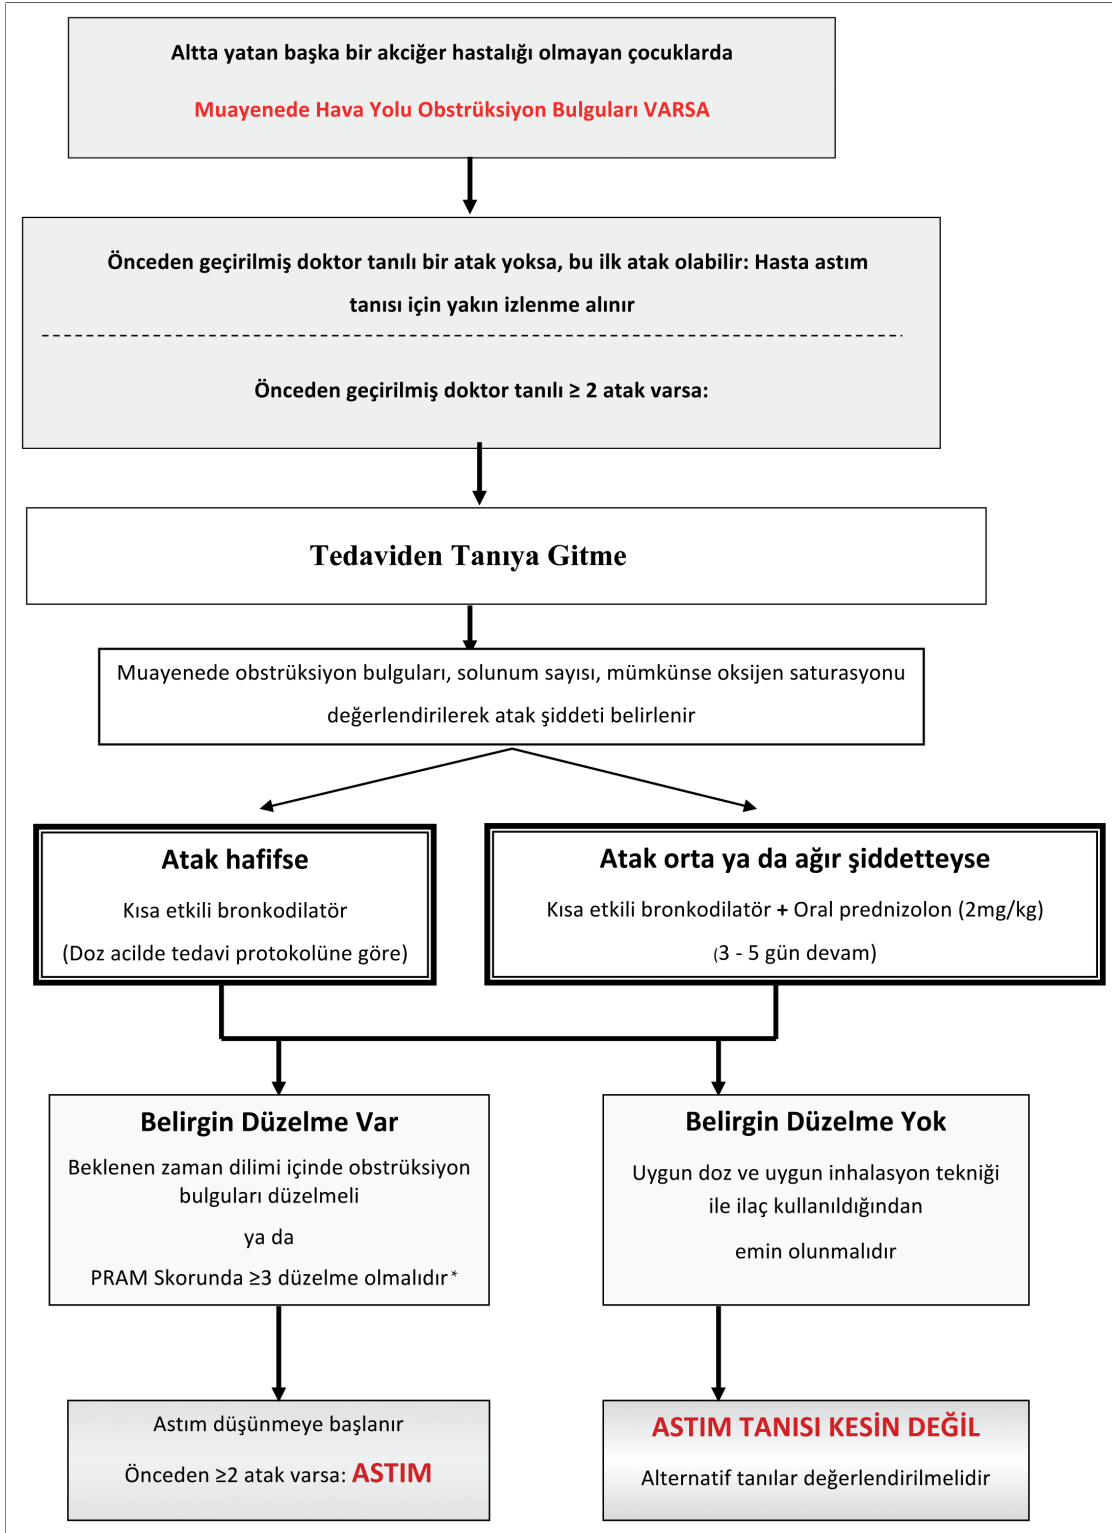 Altta yatan başka bir akciğer hastalığı olmayan çocuklarda
Muayenede Hava Yolu Obstrüksiyon Bulguları VARSA
Önceden geçirilmiş doktor tanılı bir atak yoksa, bu ilk atak olabilir: Hasta astım
tanısı için yakın izlenme alınır
Önceden geçirilmiş doktor tanılı ≥ 2 atak varsa:
Tedaviden Tanıya Gitme
Muayenede obstrüksiyon bulguları, solunum sayısı, mümkünse oksijen saturasyonu
değerlendirilerek atak şiddeti belirlenir
Atak hafifse
Kısa etkili bronkodilatör
(Doz acilde tedavi protokolüne göre)
Atak orta ya da ağır şiddetteyse
Kısa etkili bronkodilatör + Oral prednizolon (2mg/kg)
(3 - 5 gün devam)
Belirgin Düzelme Var
Beklenen zaman dilimi içinde obstrüksiyon
bulguları düzelmeli
ya da
PRAM Skorunda ≥3 düzelme olmalıdır*
Belirgin Düzelme Yok
Uygun doz ve uygun inhalasyon tekniği
ile ilaç kullanıldığından
emin olunmalıdır
Astım düşünmeye başlanır
Önceden ≥2 atak varsa: ASTIM
ASTIM TANISI KESİN DEĞİL
Alternatif tanılar değerlendirilmelidir